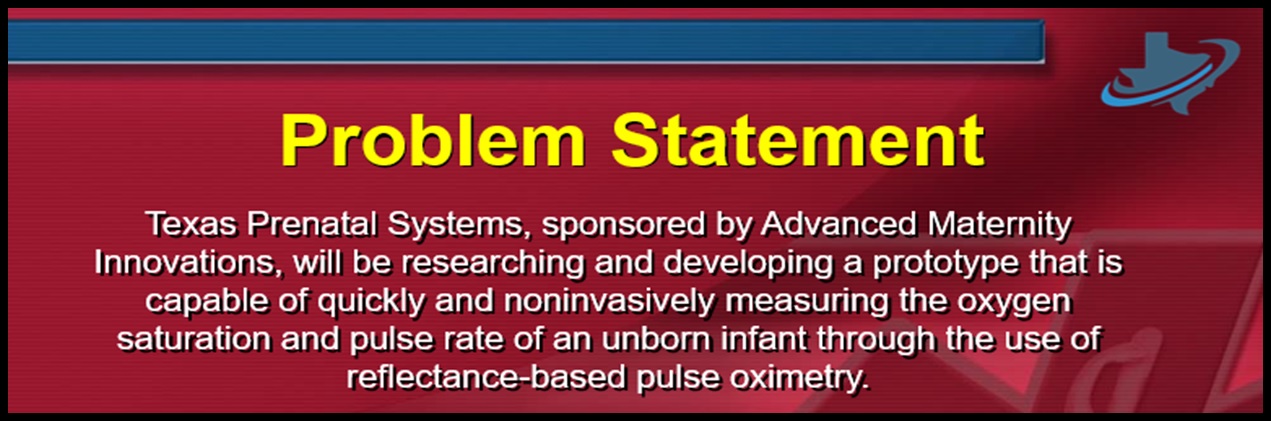 Problem Statement
Texas Prenatal Systems, sponsored by Advanced Maternity
Innovations, will be researching and developing a prototype that is
capable of quickly and noninvasively measuring the oxygen
saturation and pulse rate of an unborn infant through the use of
reflectance-based pulse oximetry.